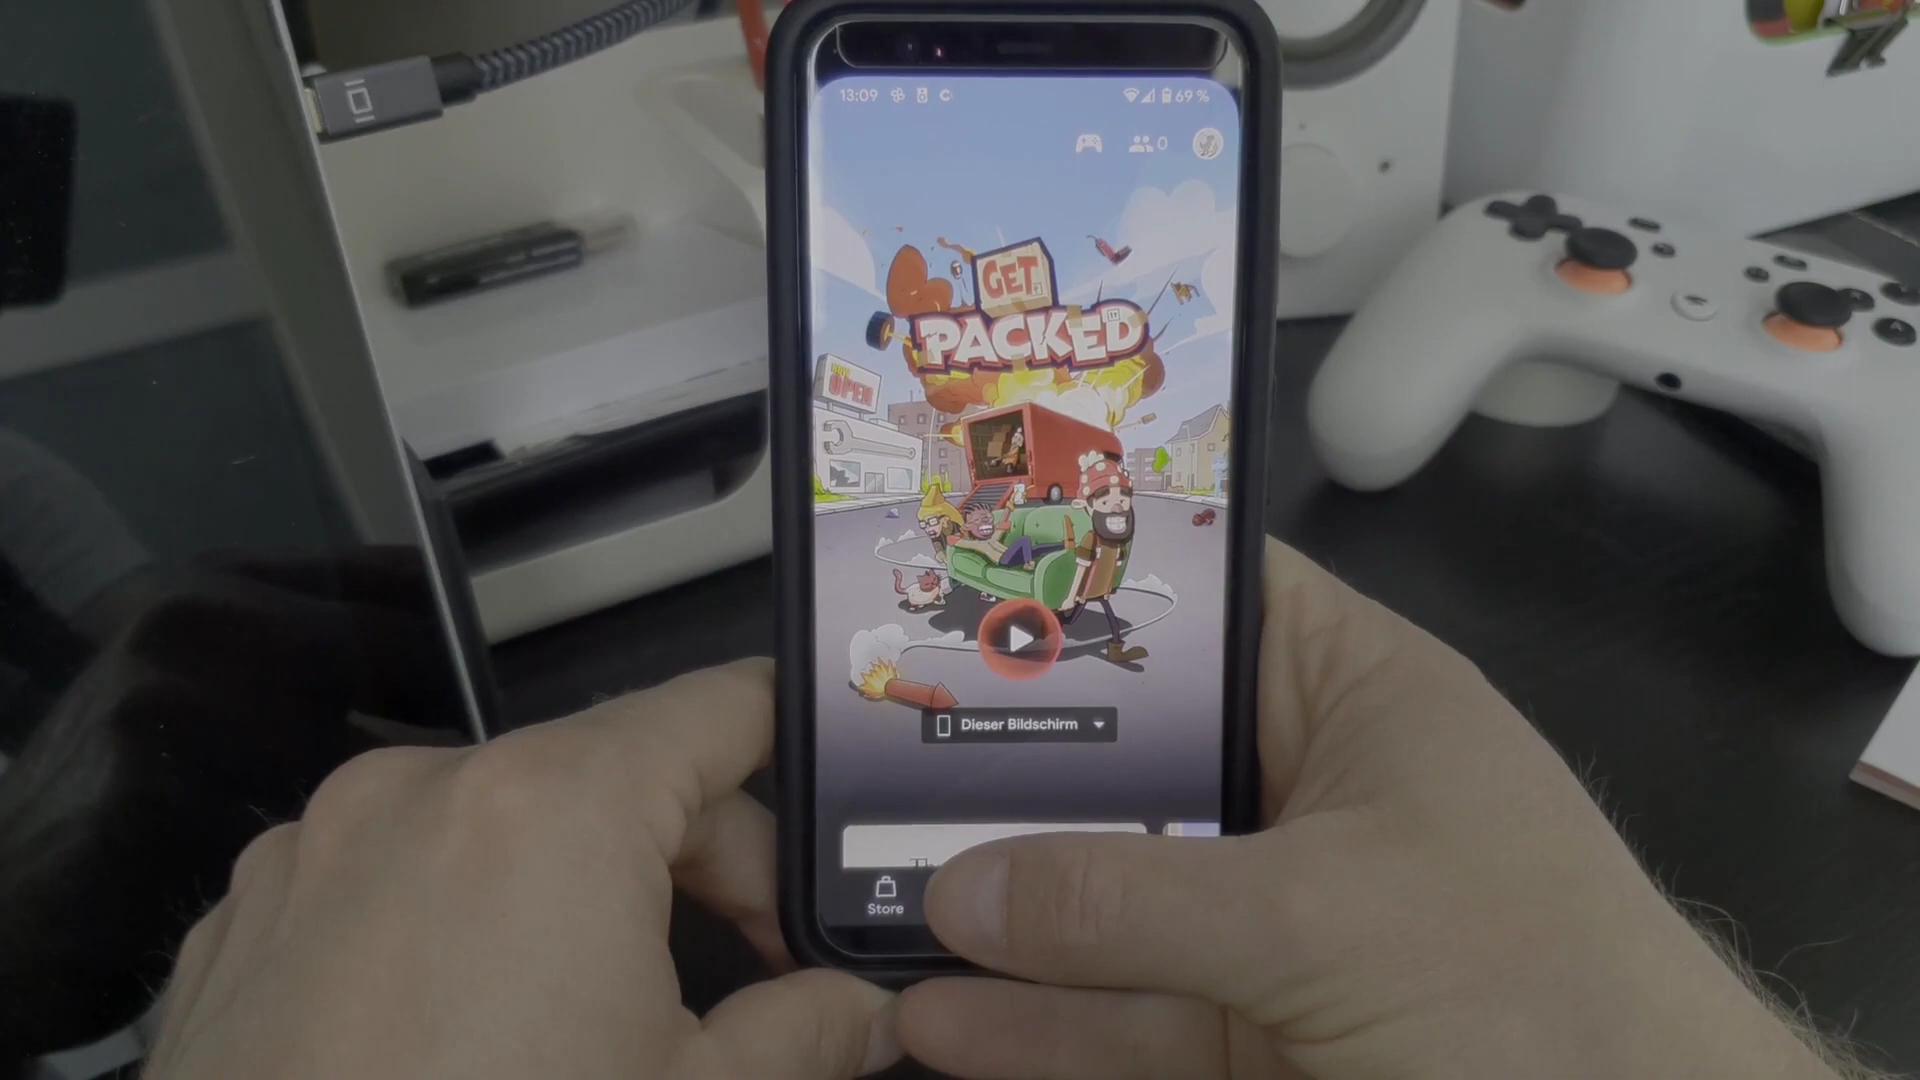 13:09
69 %
0
GET
PACKED
OPEN
Dieser Bildschirm
Store